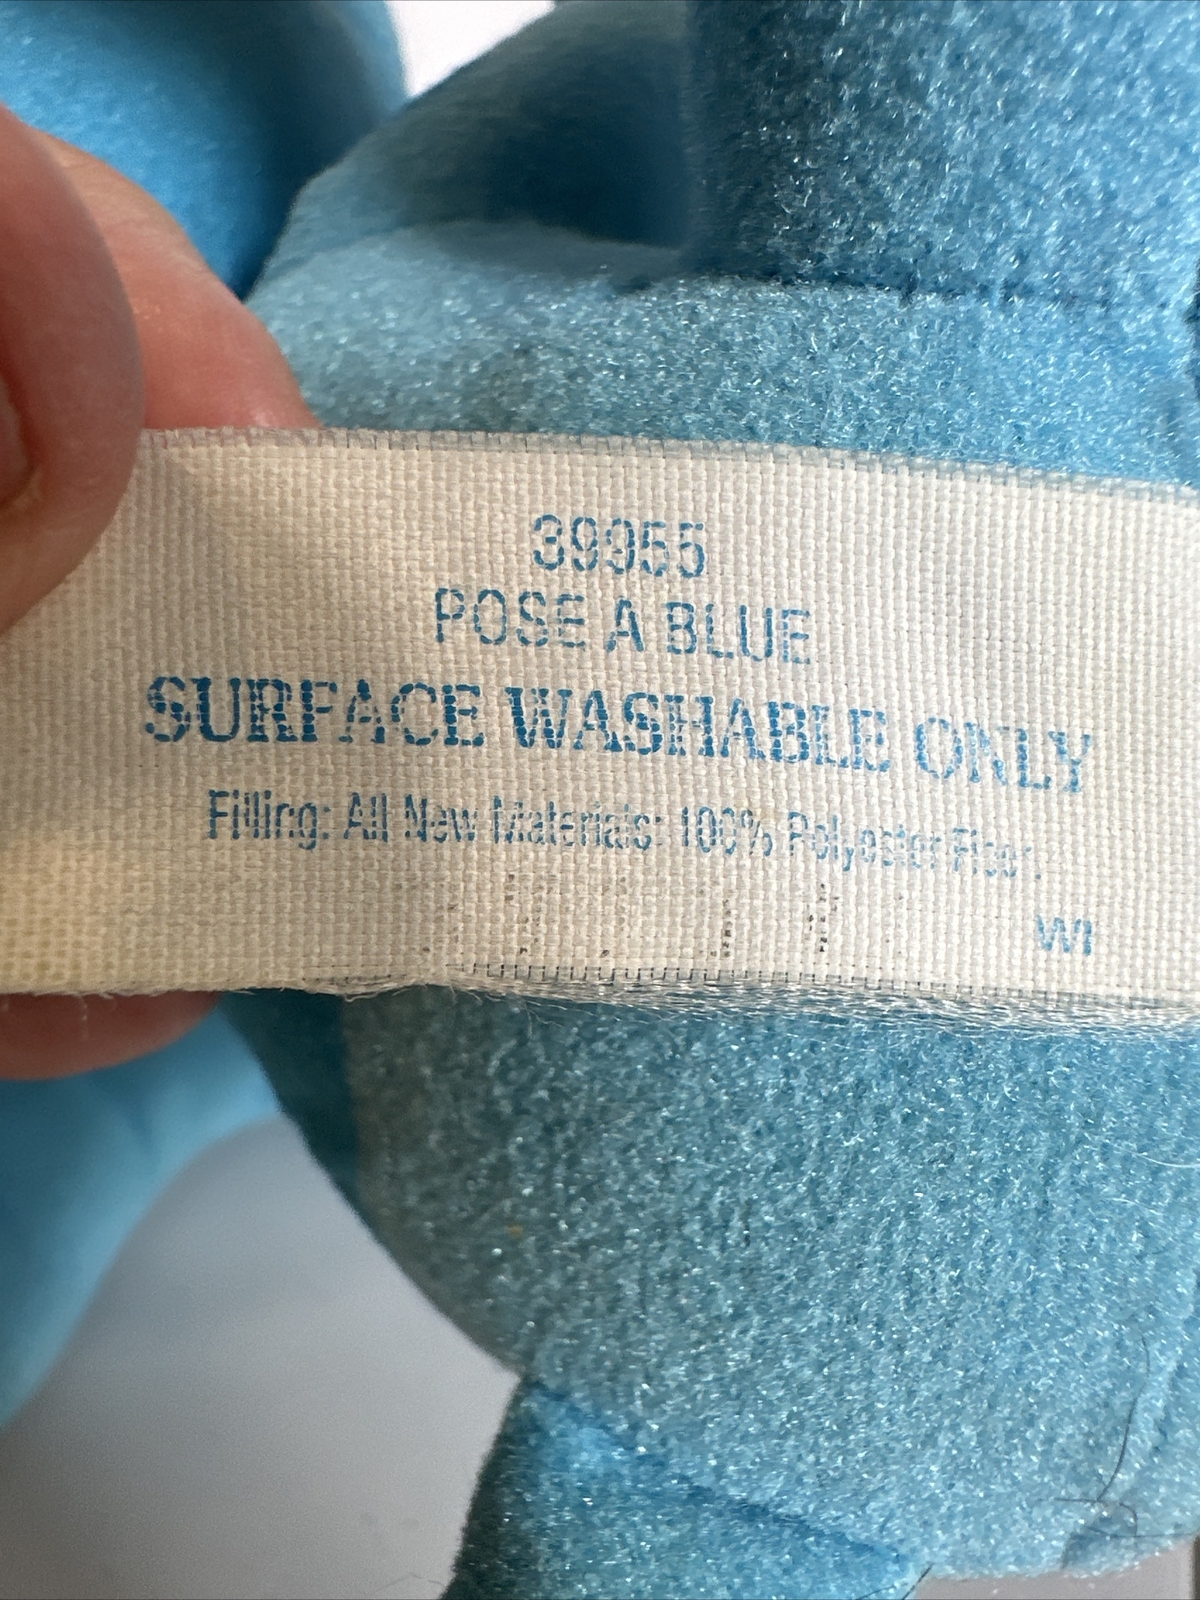 39955
POSE A BLUE
SURFACE WASHABLE ONLY
Filling: All New Materials: 100% Polyester Fiber.
WI